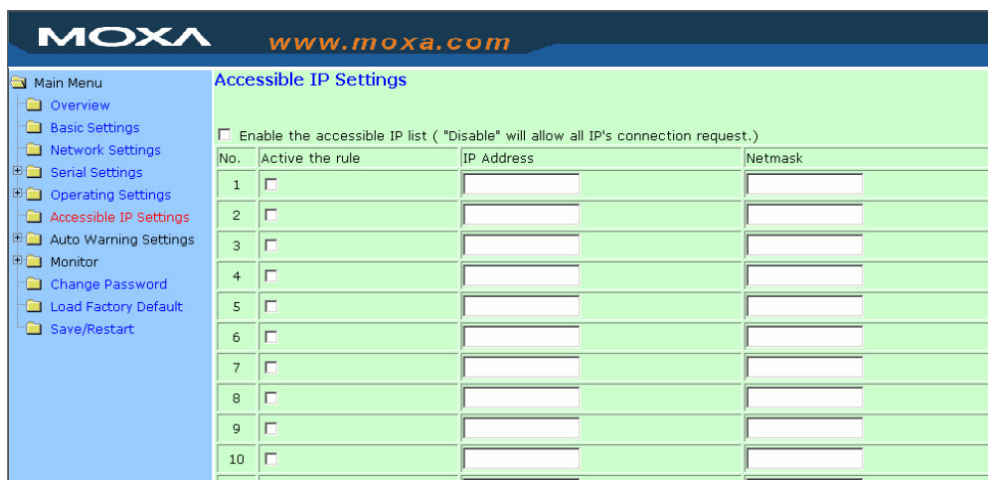 MOXA www.moxa.com
Main Menu
Overview
Basic Settings
Network Settings
Serial Settings
Operating Settings
Accessible IP Settings
Auto Warning Settings
Monitor
Change Password
Load Factory Default
Save/Restart
Accessible IP Settings
Enable the accessible IP list ( "Disable" will allow all IP's connection request.)
No. Active the rule IP Address Netmask
1
2
3
4
5
6
7
8
9
10